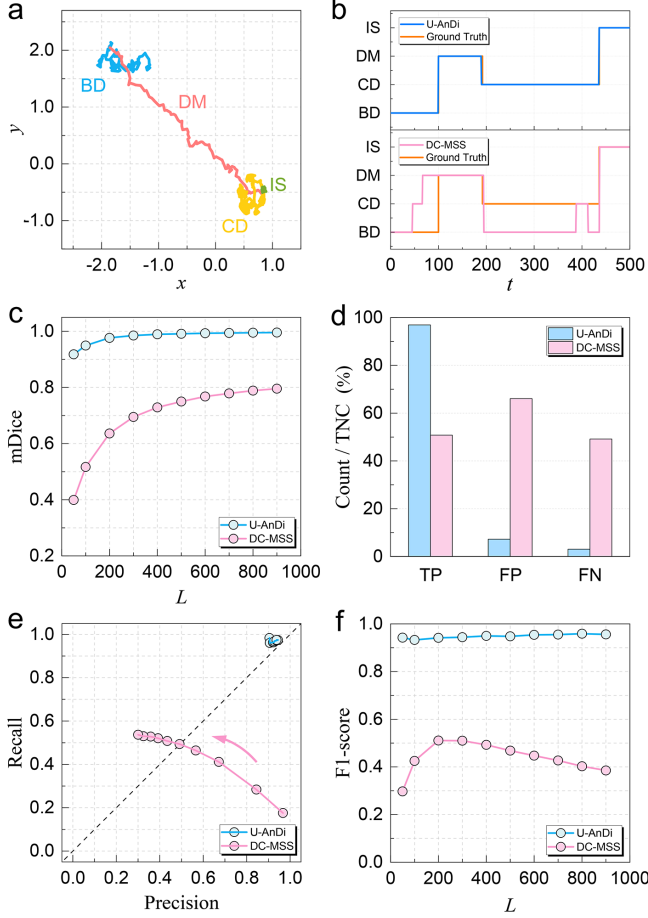 a
2.0
1.0
0.0
-1.0
y
-2.0
-1.0
0.0
1.0
x
BD
DM
IS
CD
b
IS
DM
CD
BD
U-AnDi
Ground Truth
IS
DM
CD
BD
DC-MSS
Ground Truth
0
100
200
300
400
500
t
c
1.0
0.8
0.6
0.4
0.2
mDice
0
200
400
600
800
1000
L
U-AnDi
DC-MSS
d
100
80
60
40
20
0
Count / TNC (%)
TP
FP
FN
U-AnDi
DC-MSS
e
1.0
0.8
0.6
0.4
0.2
0.0
Recall
0.0
0.2
0.4
0.6
0.8
1.0
Precision
U-AnDi
DC-MSS
f
1.0
0.8
0.6
0.4
0.2
0.0
F1-score
0
200
400
600
800
1000
L
U-AnDi
DC-MSS